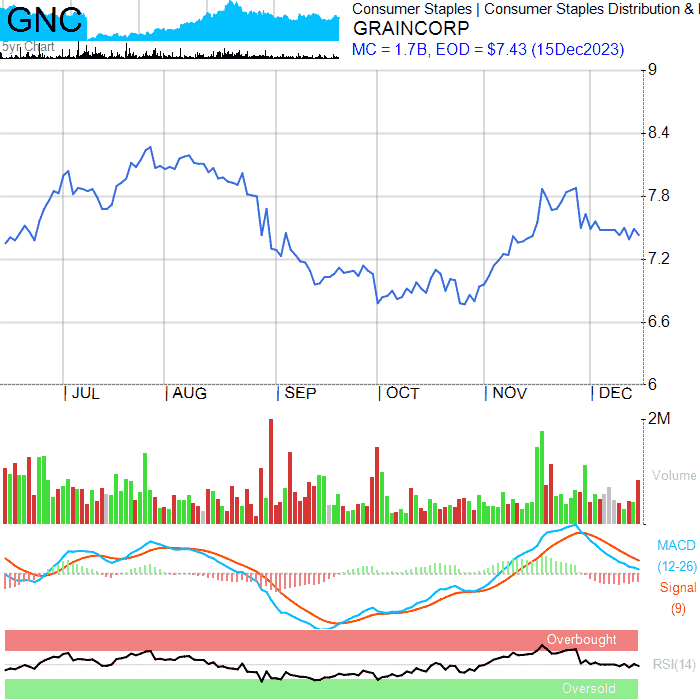 GNC
5yr Chart
Consumer Staples | Consumer Staples Distribution &
GRAINCORP
MC = 1.7B, EOD = $7.43 (15Dec2023)
9
8.4
7.8
7.2
6.6
6
| JUL | AUG | SEP | OCT | NOV | DEC
2M
Volume
MACD
(12-26)
Signal
(9)
Overbought
RSI(14)
Oversold